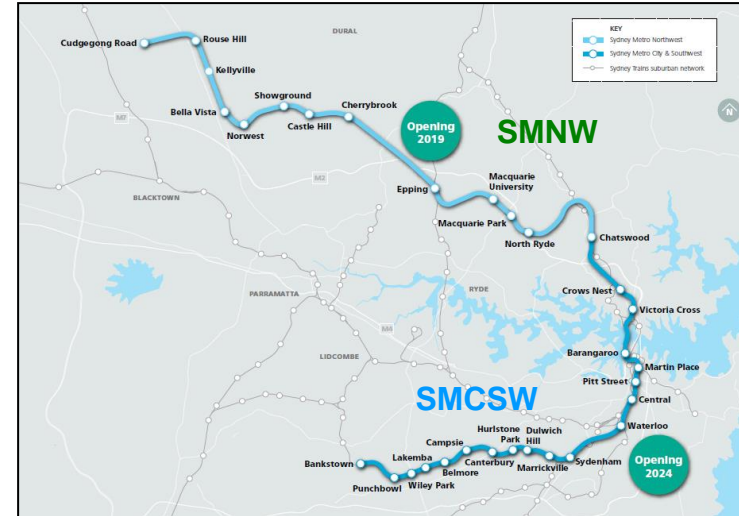 KEY
Sydney Metro Northwest
Sydney Metro City & Southwest
Sydney Trains suburban network
N
DURAL
Cudgegong Road
Rouse Hill
Kellyville
Bella Vista
Norwest
Showground
Castle Hill
Cherrybrook
Opening
2019
SMNW
M7
M2
BLACKTOWN
Epping
Macquarie
University
Macquarie Park
North Ryde
Chatswood
PARRAMATTA
RYDE
Crows Nest
Victoria Cross
M4
LIDCOMBE
Barangaroo
Martin Place
Pitt Street
SMCSW
Central
Waterloo
Hurlstone
Park
Dulwich
Hill
Campsie
Lakemba
Bankstown
Punchbowl
Wiley Park
Belmore
Canterbury
Marrickville
Sydenham
Opening
2024